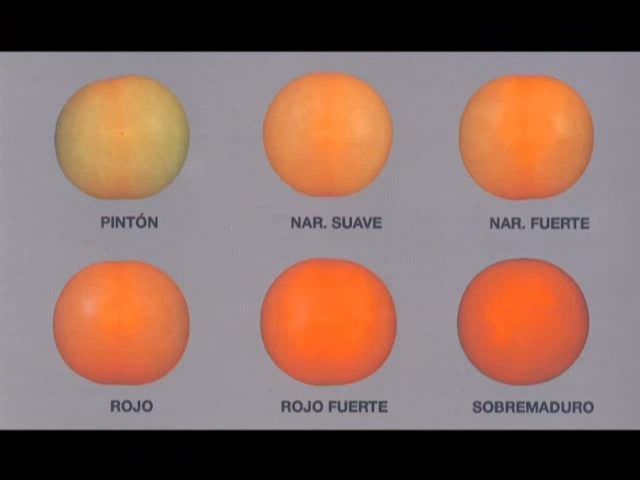 PINTÓN
NAR. SUAVE
NAR. FUERTE
ROJO
ROJO FUERTE
SOBREMADURO